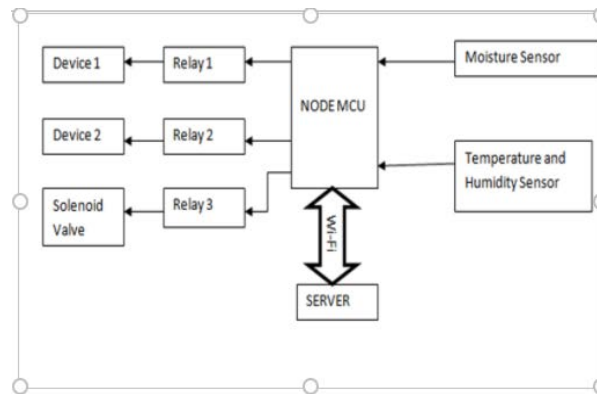 Device 1
Relay 1
NODE MCU
Moisture Sensor
Device 2
Relay 2
Temperature and
Humidity Sensor
Solenoid
Valve
Relay 3
Wi-Fi
SERVER